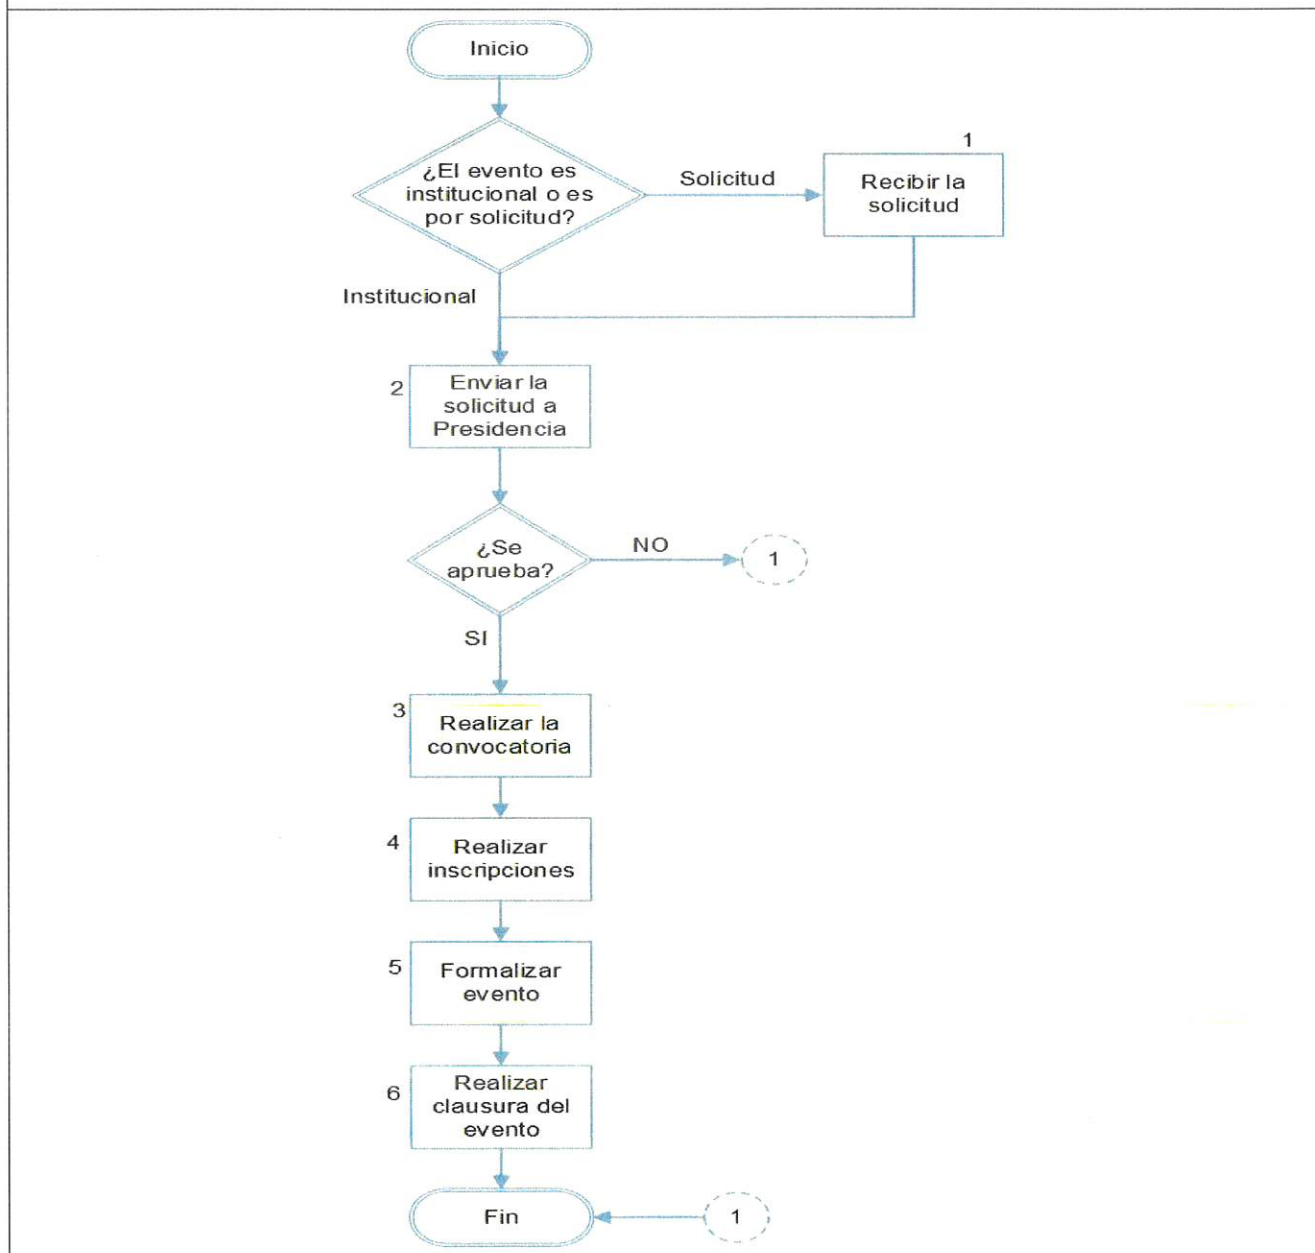 Inicio
¿El evento es
institucional o es
por solicitud?
Solicitud
1
Recibir la
solicitud
Institucional
2
Enviar la
solicitud a
Presidencia
¿Se
aprueba?
NO
1
SI
3
Realizar la
convocatoria
4
Realizar
inscripciones
5
Formalizar
evento
6
Realizar
clausura del
evento
Fin
1